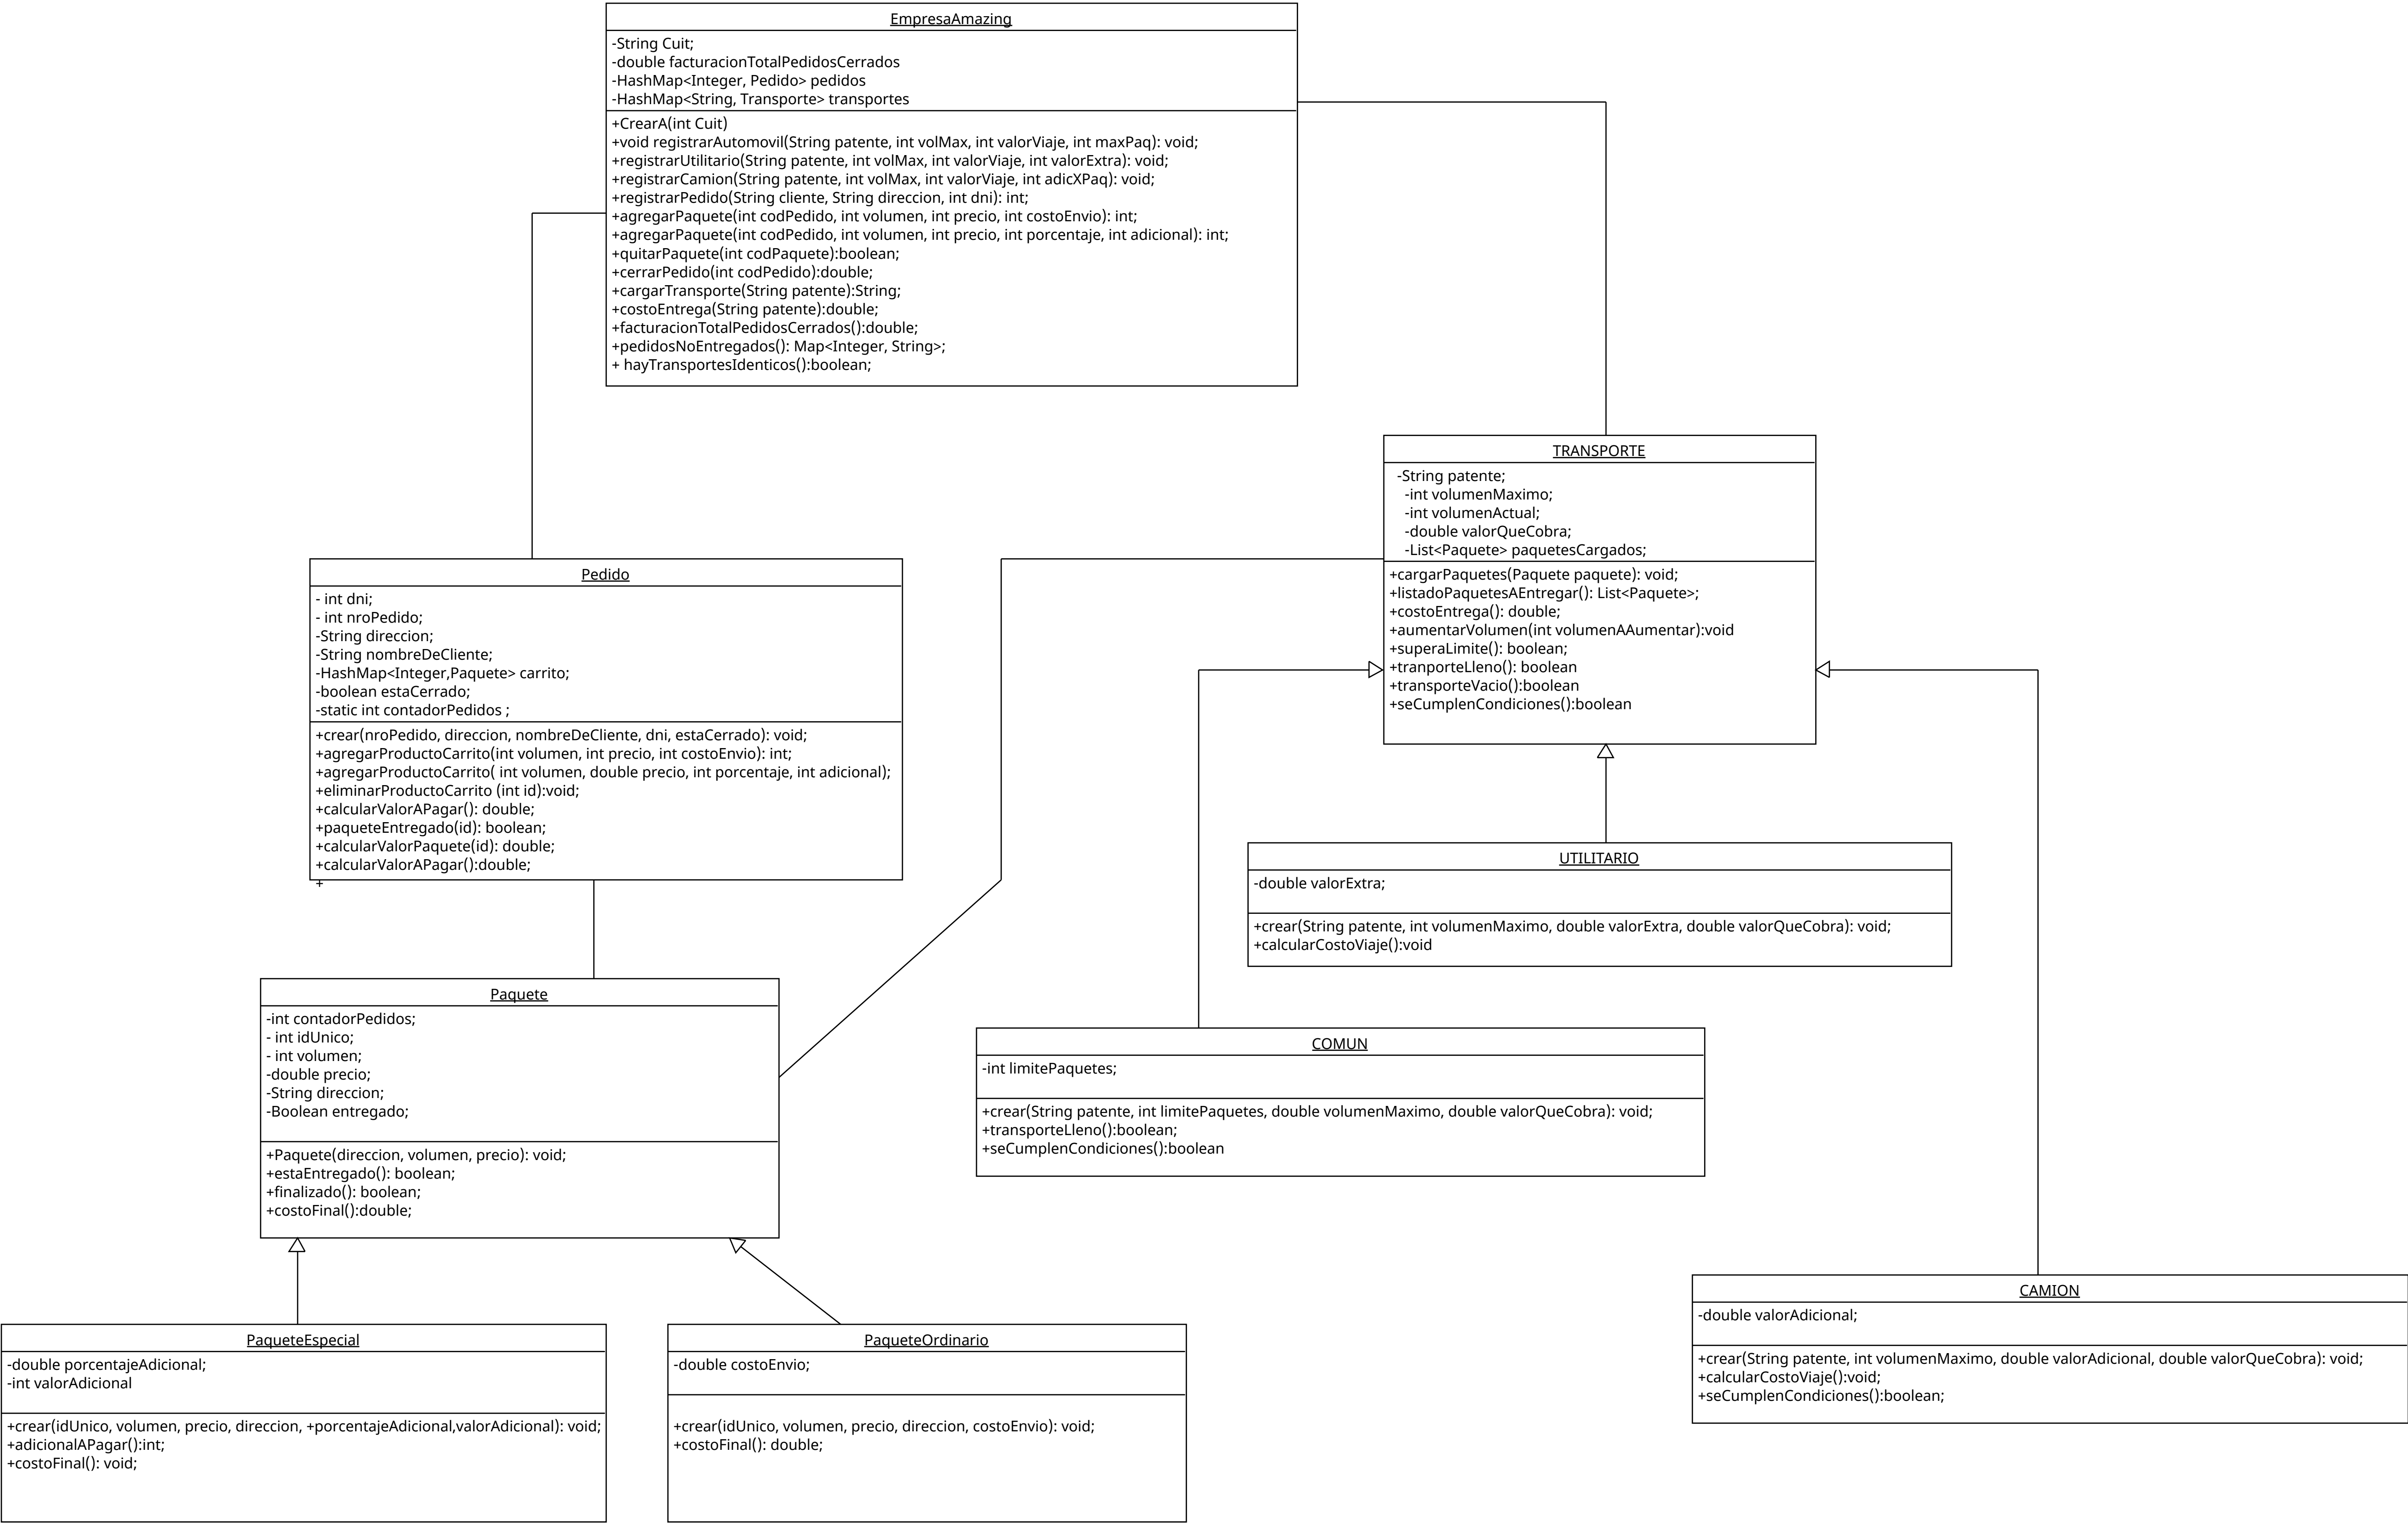 EmpresaAmazing
-String Cuit;
-double facturacionTotalPedidosCerrados
-HashMap<Integer, Pedido> pedidos
-HashMap<String, Transporte> transportes
+CrearA(int Cuit)
+void registrarAutomovil(String patente, int volMax, int valorViaje, int maxPaq): void;
+registrarUtilitario(String patente, int volMax, int valorViaje, int valorExtra): void;
+registrarCamion(String patente, int volMax, int valorViaje, int adicXPaq): void;
+registrarPedido(String cliente, String direccion, int dni): int;
+agregarPaquete(int codPedido, int volumen, int precio, int costoEnvio): int;
+agregarPaquete(int codPedido, int volumen, int precio, int porcentaje, int adicional): int;
+quitarPaquete(int codPaquete):boolean;
+cerrarPedido(int codPedido):double;
+cargarTransporte(String patente):String;
+costoEntrega(String patente):double;
+facturacionTotalPedidosCerrados():double;
+pedidosNoEntregados(): Map<Integer, String>;
+ hayTransportesIdenticos():boolean;
TRANSPORTE
-String patente;
-int volumenMaximo;
-int volumenActual;
-double valorQueCobra;
-List<Paquete> paquetesCargados;
+cargarPaquetes(Paquete paquete): void;
+listadoPaquetesAEntregar(): List<Paquete>;
+costoEntrega(): double;
+aumentarVolumen(int volumenAAumentar):void
+superaLimite(): boolean;
+tranporteLleno(): boolean
+transporteVacio():boolean
+seCumplenCondiciones():boolean
Pedido
- int dni;
- int nroPedido;
-String direccion;
-String nombreDeCliente;
-HashMap<Integer,Paquete> carrito;
-boolean estaCerrado;
-static int contadorPedidos ;
+crear(nroPedido, direccion, nombreDeCliente, dni, estaCerrado): void;
+agregarProductoCarrito(int volumen, int precio, int costoEnvio): int;
+agregarProductoCarrito( int volumen, double precio, int porcentaje, int adicional);
+eliminarProductoCarrito (int id):void;
+calcularValorAPagar(): double;
+paqueteEntregado(id): boolean;
+calcularValorPaquete(id): double;
+calcularValorAPagar():double;
+
UTILITARIO
-double valorExtra;
+crear(String patente, int volumenMaximo, double valorExtra, double valorQueCobra): void;
+calcularCostoViaje():void
Paquete
-int contadorPedidos;
- int idUnico;
- int volumen;
-double precio;
-String direccion;
-Boolean entregado;
+Paquete(direccion, volumen, precio): void;
+estaEntregado(): boolean;
+finalizado(): boolean;
+costoFinal():double;
COMUN
-int limitePaquetes;
+crear(String patente, int limitePaquetes, double volumenMaximo, double valorQueCobra): void;
+transporteLleno():boolean;
+seCumplenCondiciones():boolean
CAMION
-double valorAdicional;
+crear(String patente, int volumenMaximo, double valorAdicional, double valorQueCobra): void;
+calcularCostoViaje():void;
+seCumplenCondiciones():boolean;
PaqueteEspecial
-double porcentajeAdicional;
-int valorAdicional
+crear(idUnico, volumen, precio, direccion, +porcentajeAdicional,valorAdicional): void;
+adicionalAPagar():int;
+costoFinal(): void;
PaqueteOrdinario
-double costoEnvio;
+crear(idUnico, volumen, precio, direccion, costoEnvio): void;
+costoFinal(): double;